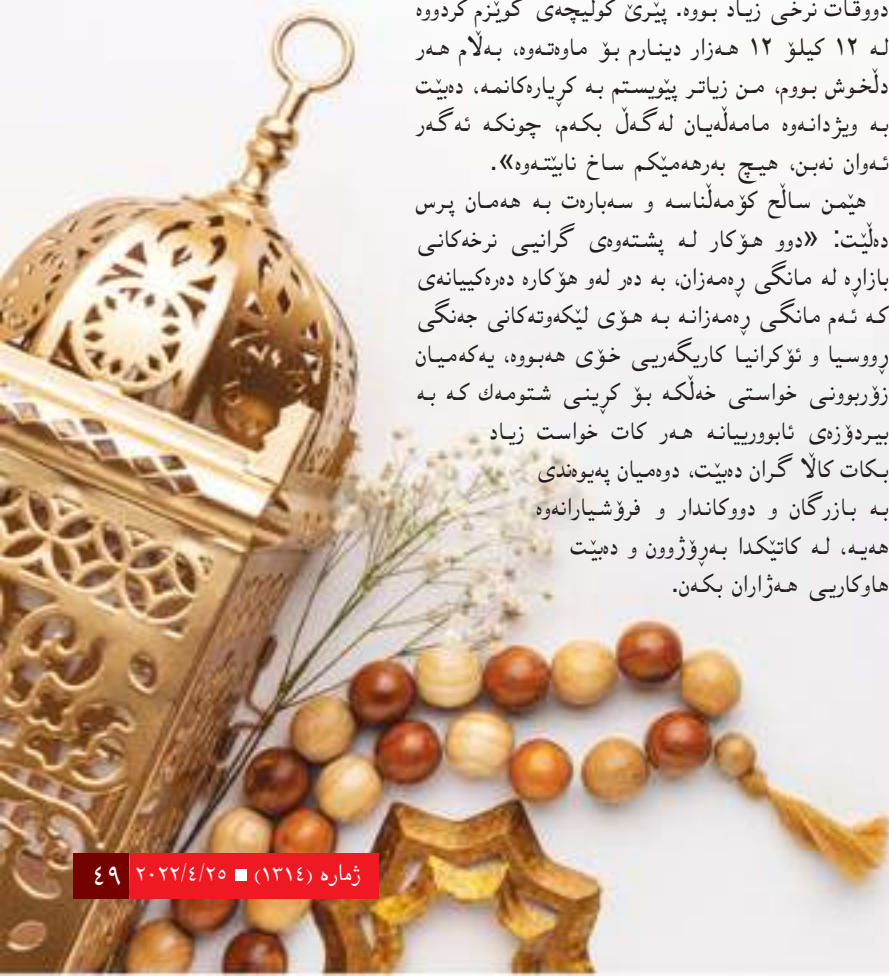 دووقات نرخی زیاد بووە. پێرێ کولیچەی گوێزم کردووە
لە ١٢ کیلۆ ١٢ هەزار دینارم بۆ ماوەتەوە، بەڵام هەر
دڵخوش بووم، من زیاتر پێویستم بە کڕیارەکانمە، دەبێت
بە ویژدانەوە مامەڵەیان لەگەڵ بکەم، چونکە ئەگەر
ئەوان نەبن، هیچ بەرهەمێکم ساخ نابێتەوە».
هێمن ساڵح کۆمەڵناسە و سەبارەت بە هەمان پرس
دەڵێت: «دوو هۆکار لە پشتەوەی گرانیی نرخەکانی
بازاڕە لە مانگی ڕەمەزان، بە دەر لەو هۆکارە دەرەکییانەی
کە ئەم مانگی ڕەمەزانە بە هۆی لێکەوتەکانی جەنگی
ڕووسیا و ئۆکرانیا کاریگەریی خۆی هەبووە، یەکەمیان
زۆربوونی خواستی خەڵکە بۆ کڕینی شتومەك کە بە
بیردۆزەی ئابوورییانە هەر کات خواست زیاد
بکات کاڵا گران دەبێت، دوەمیان پەیوەندی
بە بازرگان و دووکاندار و فرۆشیارانەوە
هەیە، لە کاتێکدا بەڕۆژوون و دەبێت
هاوکاریی هەژاران بکەن.
ژمارە (١٣١٤) ■ ٢٠٢٢/٤/٢٥ ٤٩